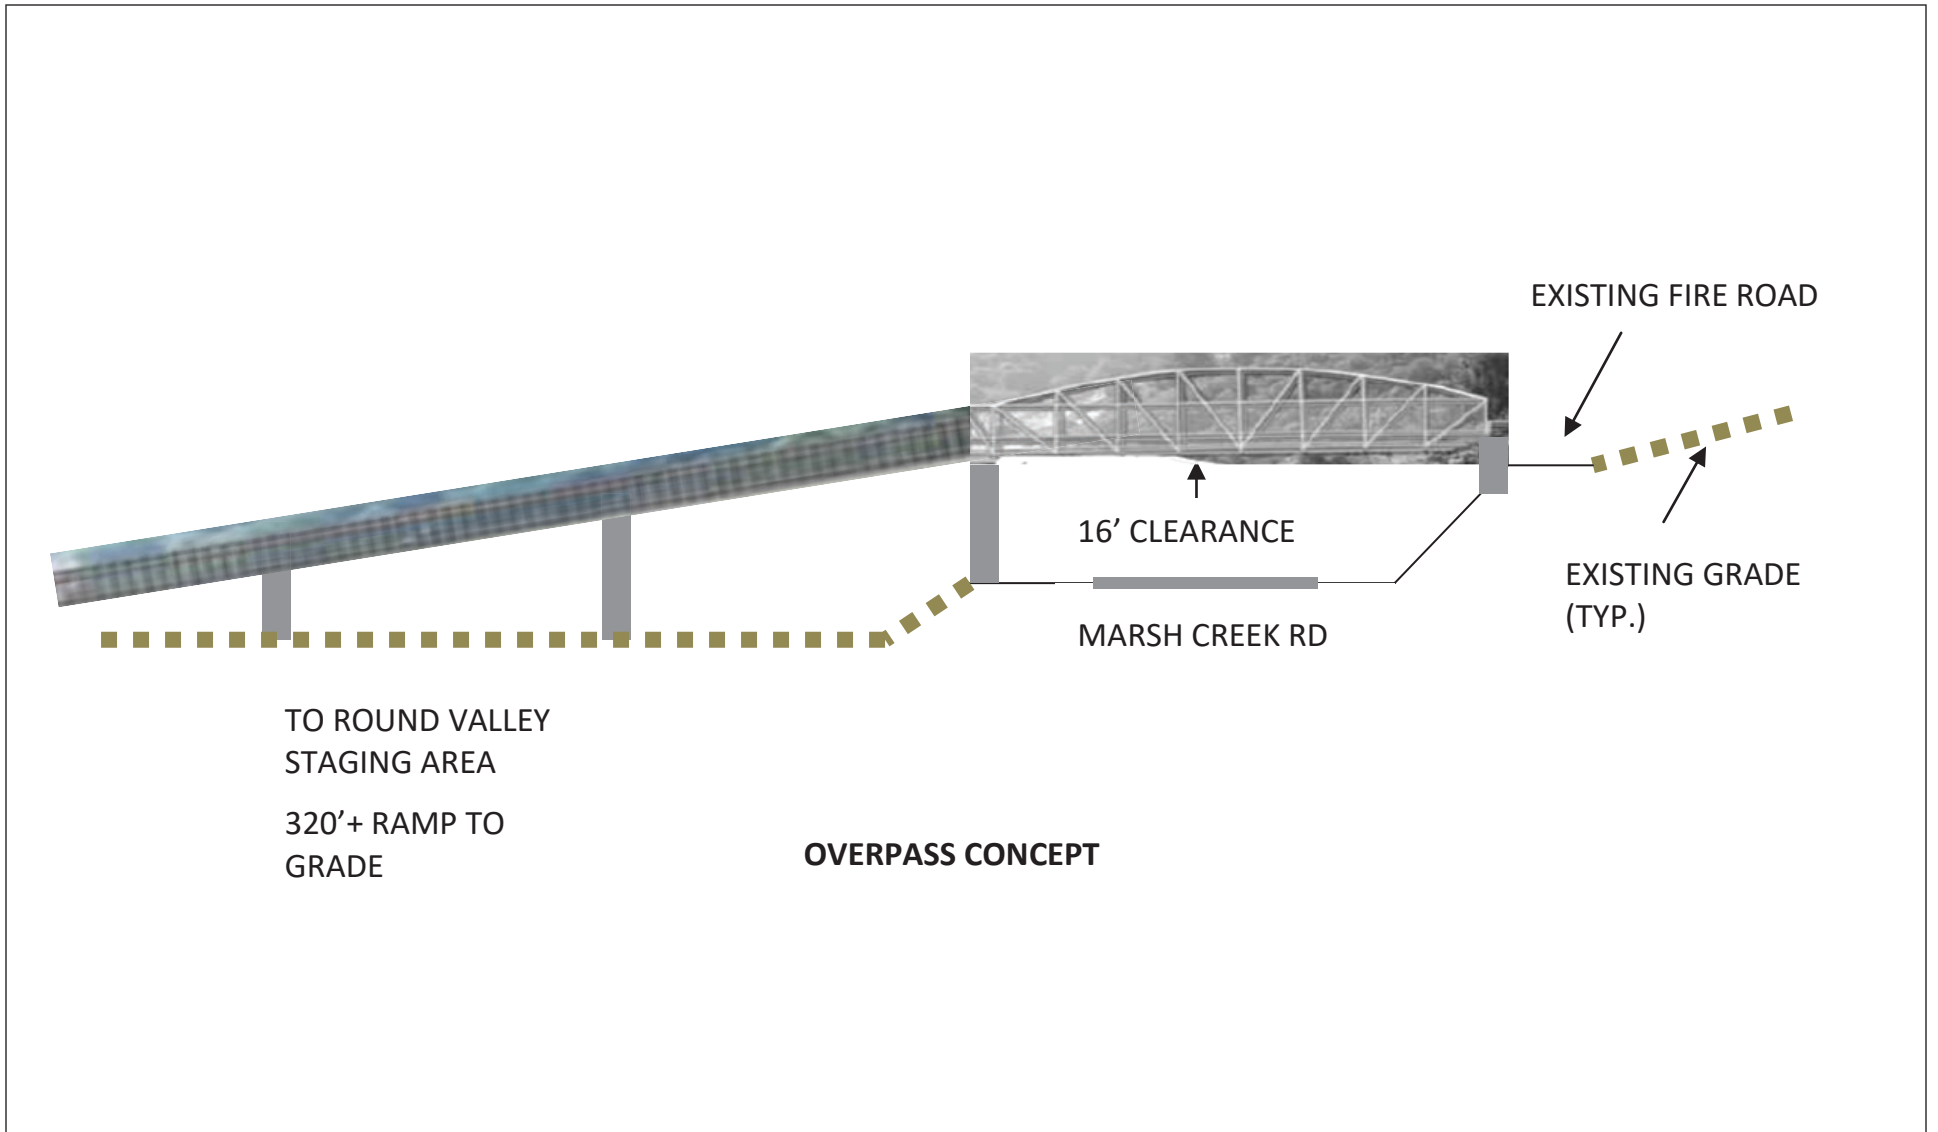 EXISTING FIRE ROAD
16’ CLEARANCE
EXISTING GRADE
(TYP.)
MARSH CREEK RD
TO ROUND VALLEY
STAGING AREA
320’+ RAMP TO
GRADE
OVERPASS CONCEPT